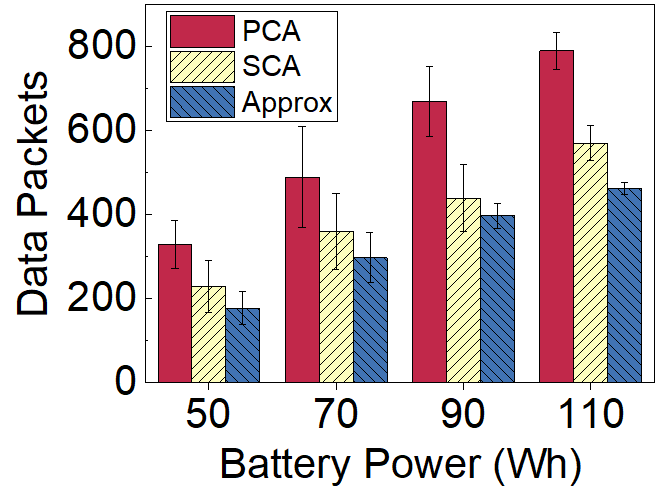 PCA
SCA
Approx
Data Packets
800
600
400
200
0
50 70 90 110
Battery Power (Wh)